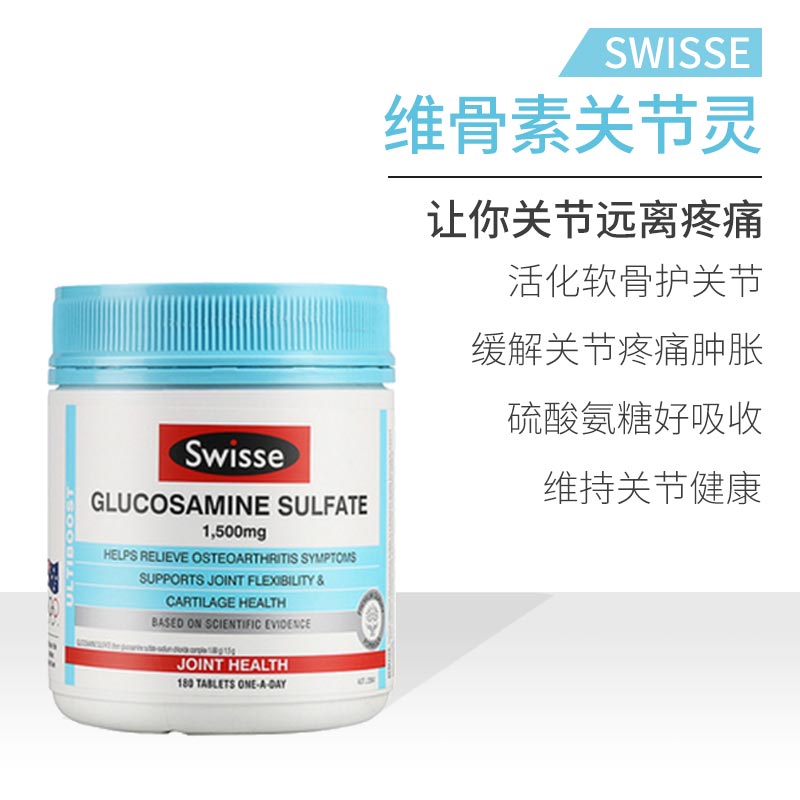 SWISSE
维骨素关节灵
让你关节远离疼痛
活化软骨护关节
缓解关节疼痛肿胀
硫酸氨糖好吸收
维持关节健康
Swisse
GLUCOSAMINE SULFATE
1,500mg
HELPS RELIEVE OSTEOARTHRITIS SYMPTOMS
SUPPORTS JOINT FLEXIBILITY &
CARTILAGE HEALTH
BASED ON SCIENTIFIC EVIDENCE
JOINT HEALTH
180 TABLETS ONE-A-DAY
ULTIBOOST